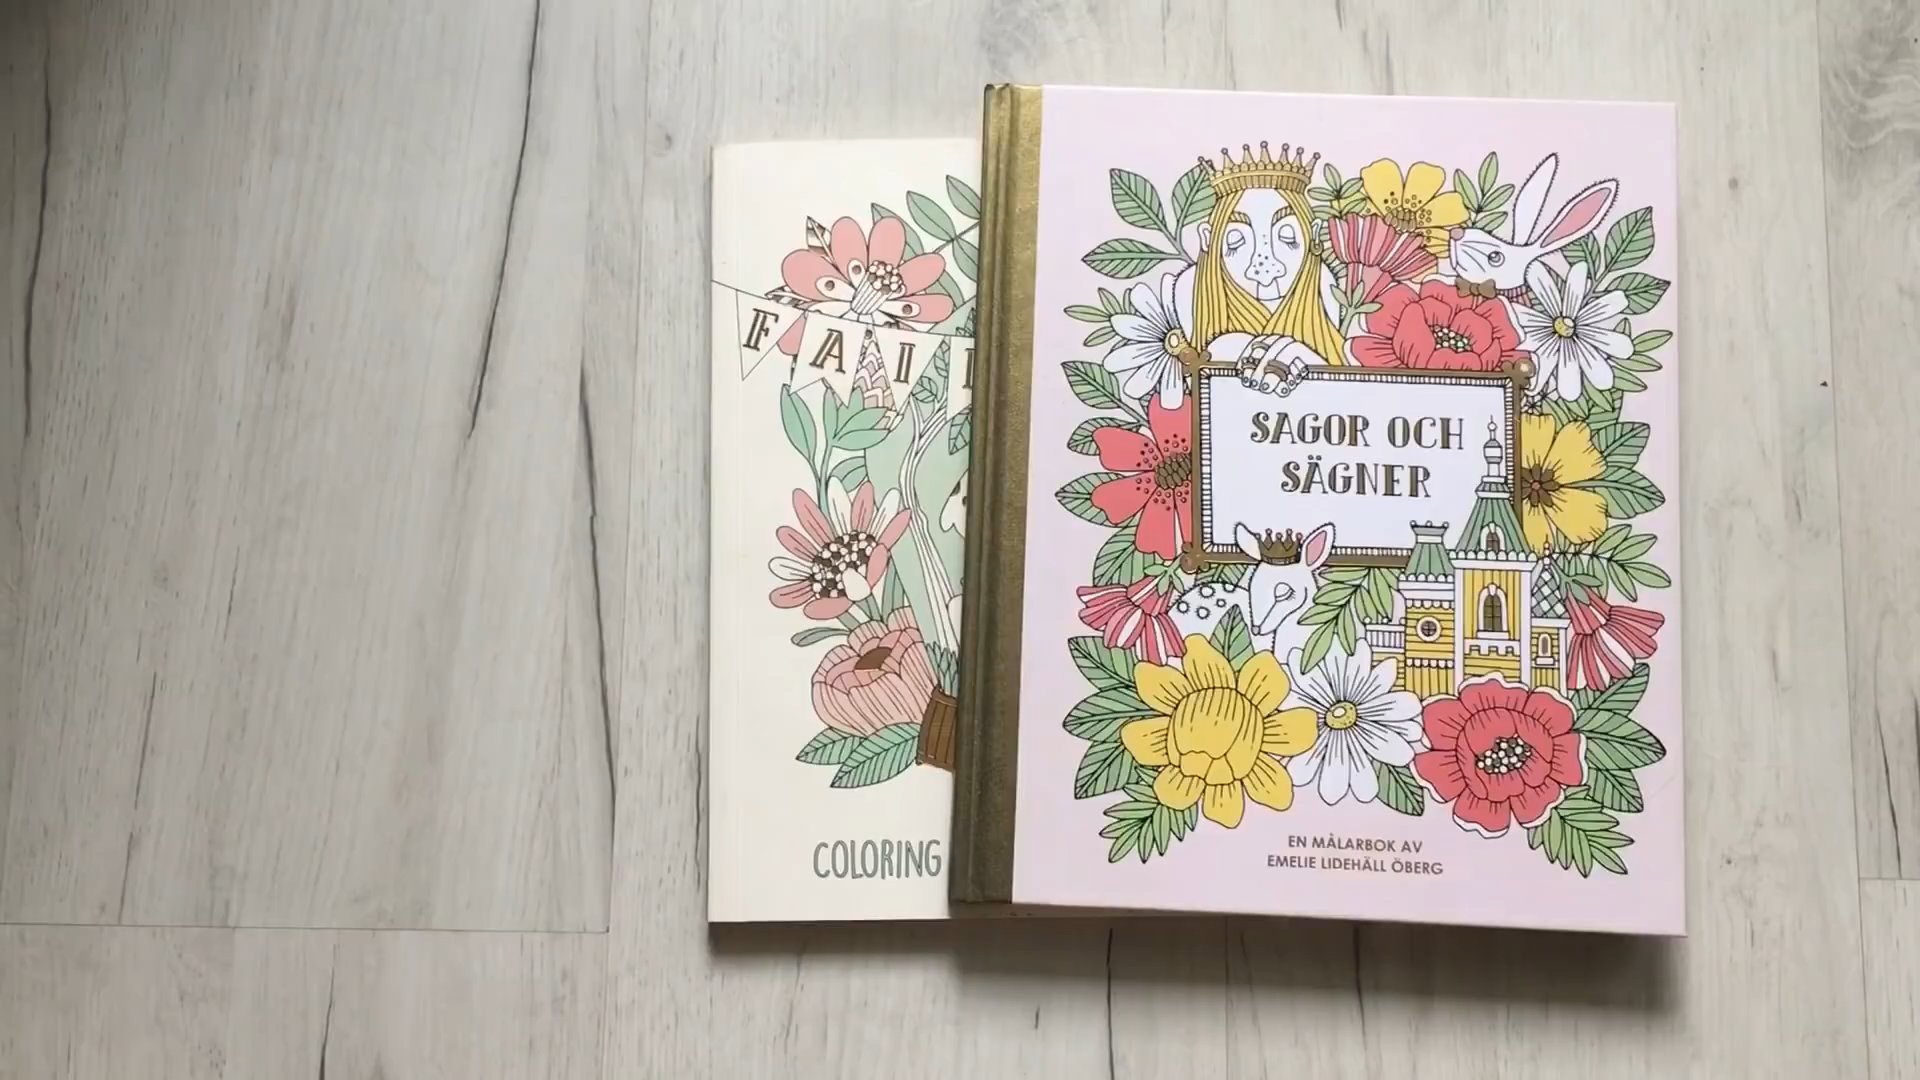 FAI
COLORING
SAGOR OCH
SÄGNER
EN MÅLARBOK AV
EMELIE LIDEHÄLL ÖBERG